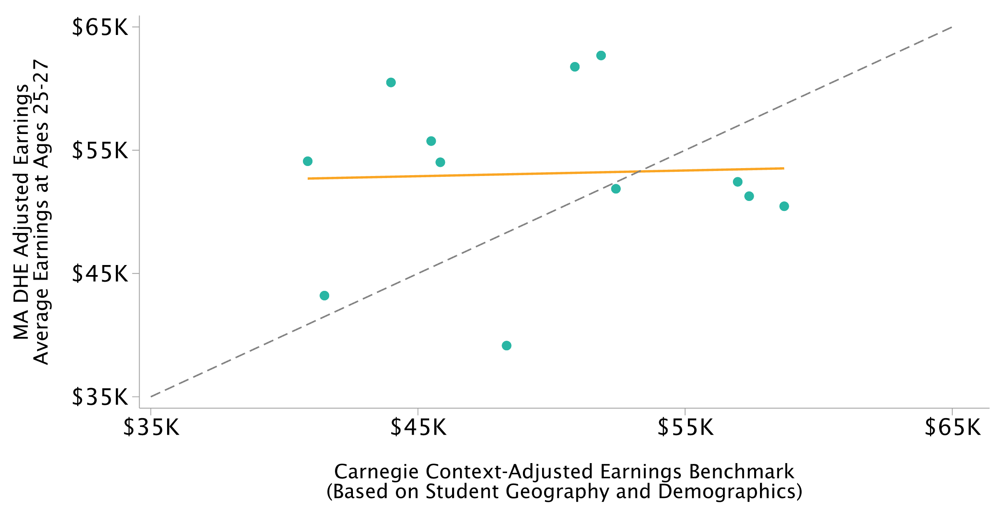 $65K
$55K
$45K
$35K
MA DHE Adjusted Earnings
Average Earnings at Ages 25-27
$35K
$45K
$55K
$65K
Carnegie Context-Adjusted Earnings Benchmark
(Based on Student Geography and Demographics)